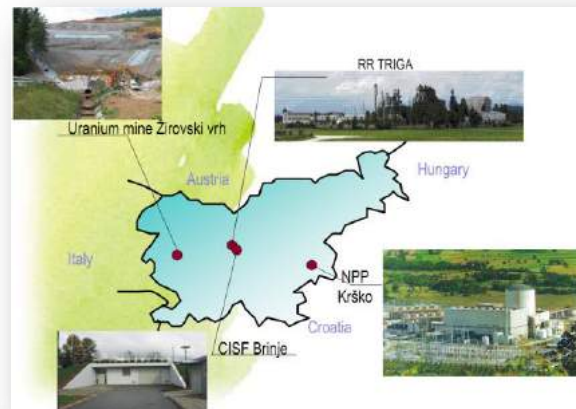 RR TRIGA
Uranium mine Žirovski vrh
Austria
Hungary
Italy
NPP
Krško
Croatia
CISF Brinje